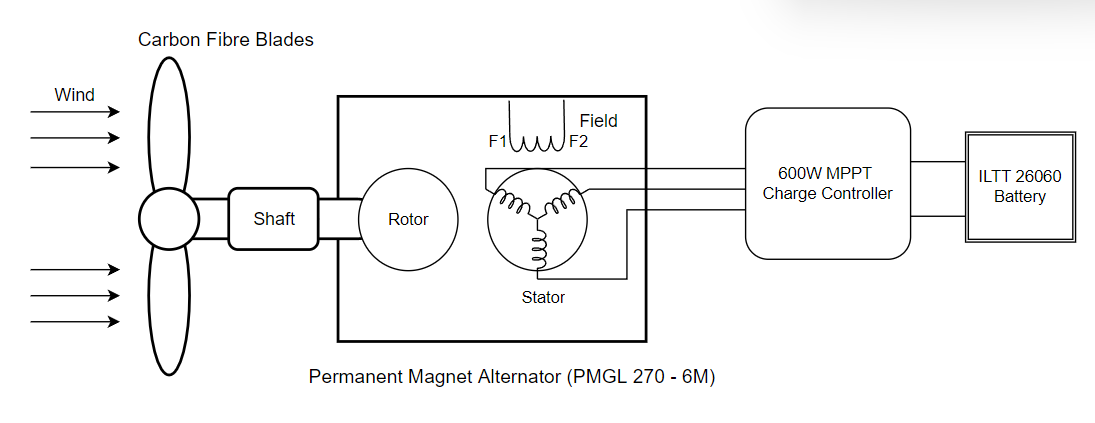 Carbon Fibre Blades
Wind
Field
F1
F2
Shaft
Rotor
Stator
600W MPPT
Charge Controller
ILTT 26060
Battery
Permanent Magnet Alternator (PMGL 270 - 6M)